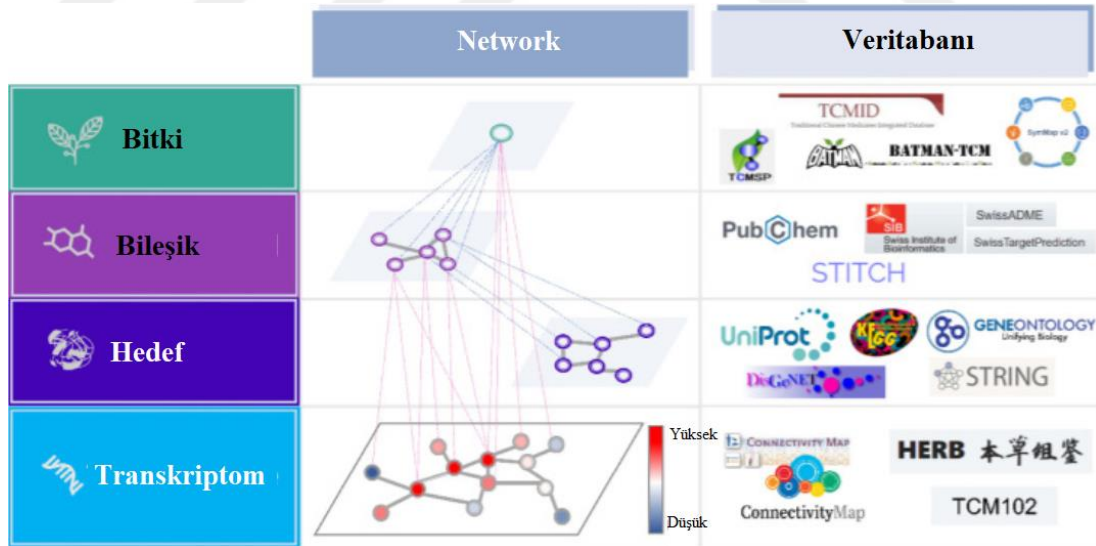 Network
Veritabanı
Bitki
TCMID
Traditional Chinese Medicines Integrated Database
TCMSP
BATMAN
BATMAN-TCM
SymMap v2
Bileşik
PubChem
SIB
Swiss Institute of
Bioinformatics
SwissADME
SwissTargetPrediction
STITCH
Hedef
UniProt
KEGG
GENEONTOLOGY
Unifying Biology
DisGeNET
STRING
Transkriptom
Yüksek
Düşük
CONNECTIVITY MAP
ConnectivityMap
HERB 本草组鉴
TCM102